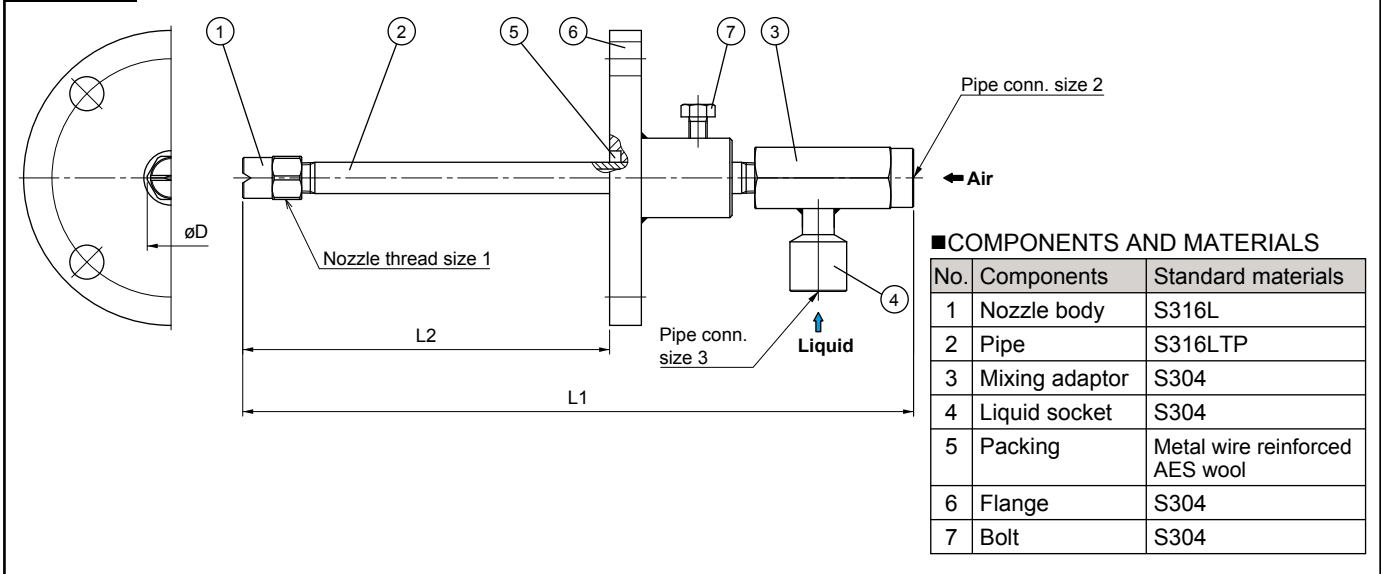 1
2
5
6
7
3
Pipe conn. size 2
Air
øD
Nozzle thread size 1
4
Pipe conn.
size 3
Liquid
L2
L1
■COMPONENTS AND MATERIALS
No. Components Standard materials
1 Nozzle body S316L
2 Pipe S316LTP
3 Mixing adaptor S304
4 Liquid socket S304
5 Packing Metal wire reinforced
AES wool
6 Flange S304
7 Bolt S304